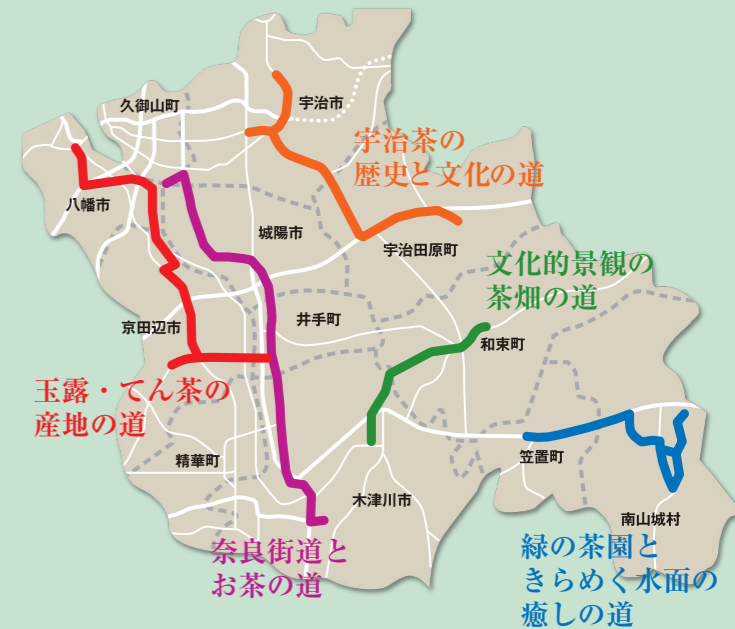 久御山町
宇治市
宇治茶の
歴史と文化の道
八幡市
城陽市
宇治田原町
文化的景観の
茶畑の道
井手町
京田辺市
和束町
玉露・てん茶の
産地の道
精華町
笠置町
木津川市
南山城村
奈良街道と
お茶の道
緑の茶園と
きらめく水面の
癒しの道